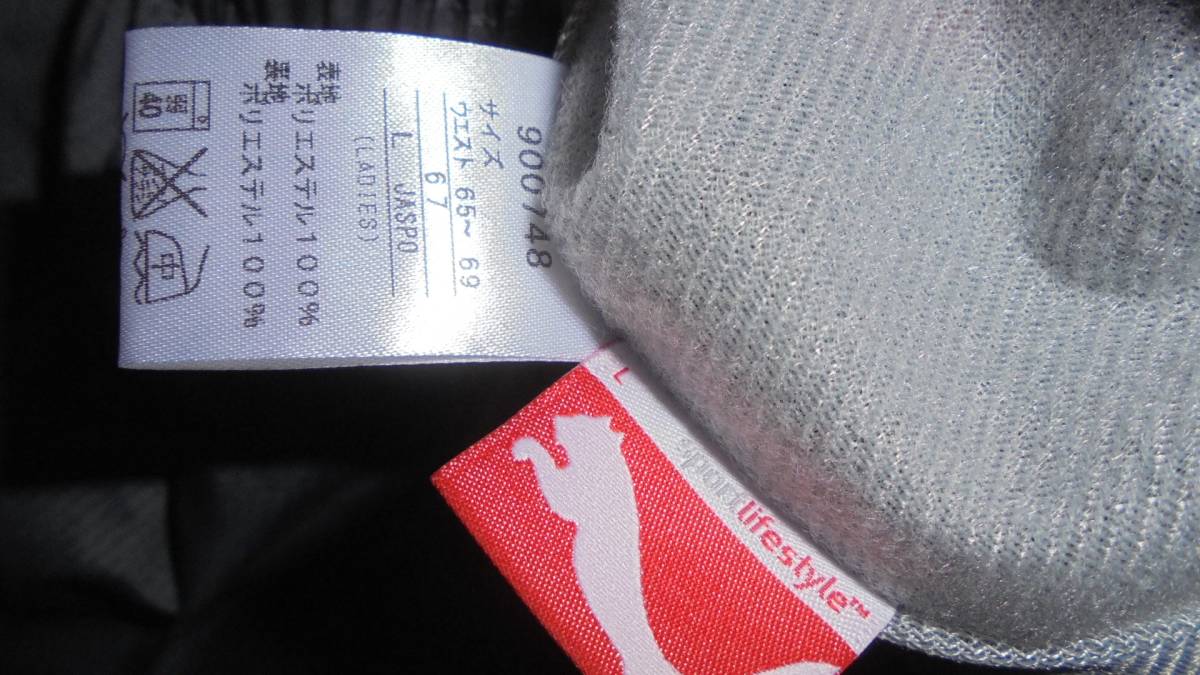 900748
サイズ
ウエスト 65~ 69
67
L JASPO
(LADIES)
表地 ポリエステル100%
裏地 ポリエステル100%
弱 40
中
L
sportlifestyle™